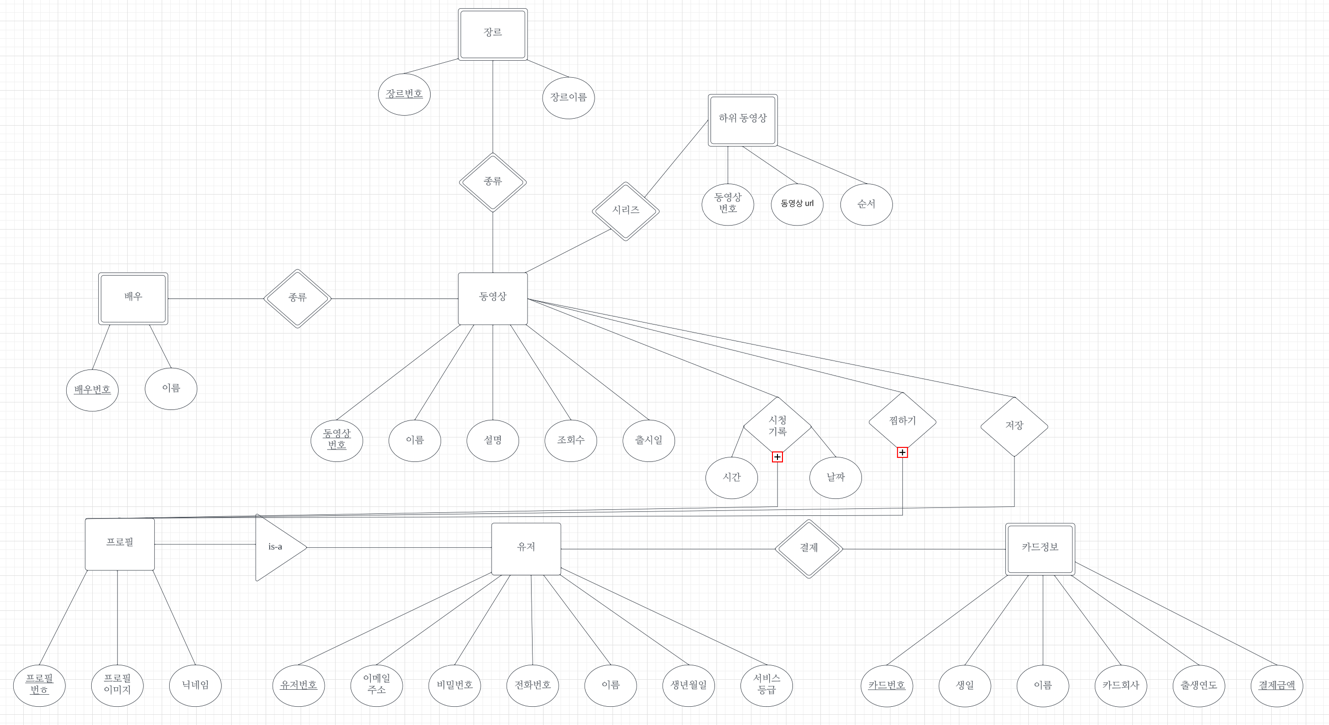 장르
장르번호
장르이름
하위 동영상
종류
동영상
번호
동영상 url
순서
시리즈
배우
종류
동영상
배우번호
이름
동영상
번호
이름
설명
조회수
출시일
시청
기록
찜하기
저장
시간
날짜
프로필
is-a
유저
결제
카드정보
프로필
번호
프로필
이미지
닉네임
유저번호
이메일
주소
비밀번호
전화번호
이름
생년월일
서비스
등급
카드번호
생일
이름
카드회사
출생연도
결제금액